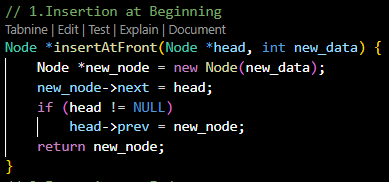 // 1.Insertion at Beginning
Tabnine | Edit | Test | Explain | Document
Node *insertAtFront(Node *head, int new_data) {
    Node *new_node = new Node(new_data);
    new_node->next = head;
    if (head != NULL)
        head->prev = new_node;
    return new_node;
}